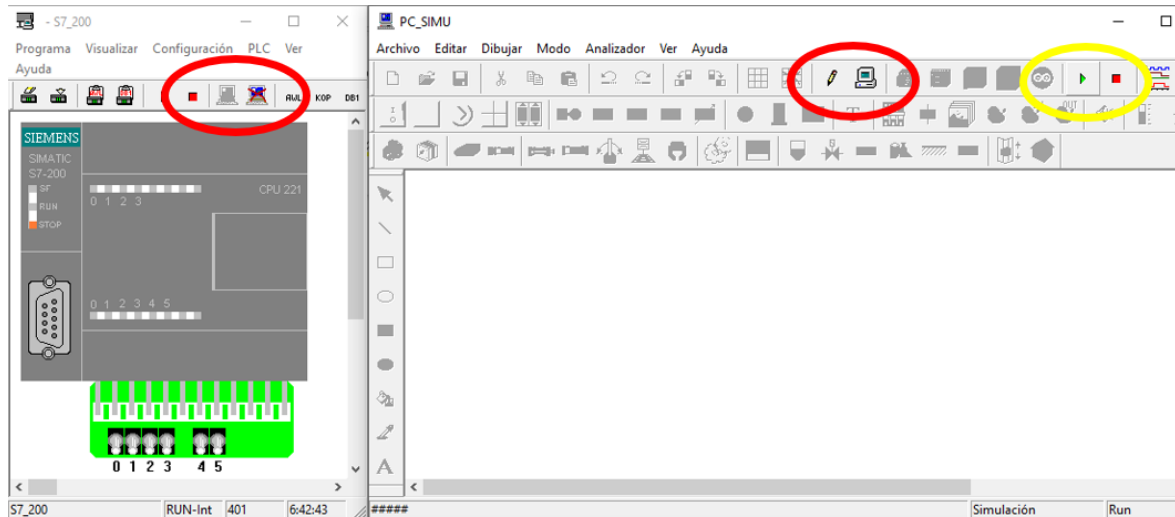 - S7_200
Programa Visualizar Configuración PLC Ver
Ayuda
KOP DB1
SIEMENS
SIMATIC
S7-200
SF
RUN
STOP
CPU 221
0 1 2 3
0 1 2 3 4 5
0 1 2 3 4 5
S7_200 RUN-Int 401 6:42:43
PC_SIMU
Archivo Editar Dibujar Modo Analizador Ver Ayuda
T OUT
A
##### Simulación Run